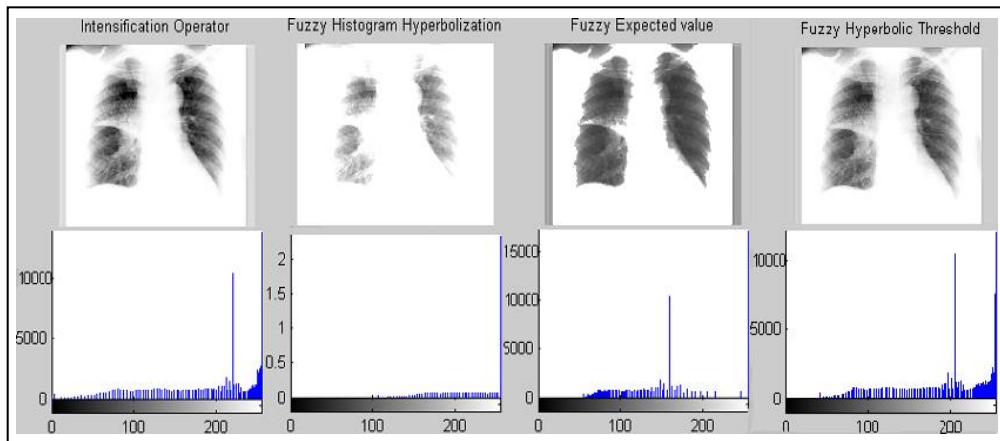 Intensification Operator
Fuzzy Histogram Hyperbolization
Fuzzy Expected value
Fuzzy Hyperbolic Threshold
10000
5000
0
0 100 200
2
1.5
1
0.5
0
0 100 200
15000
10000
5000
0
0 100 200
10000
5000
0
0 100 200